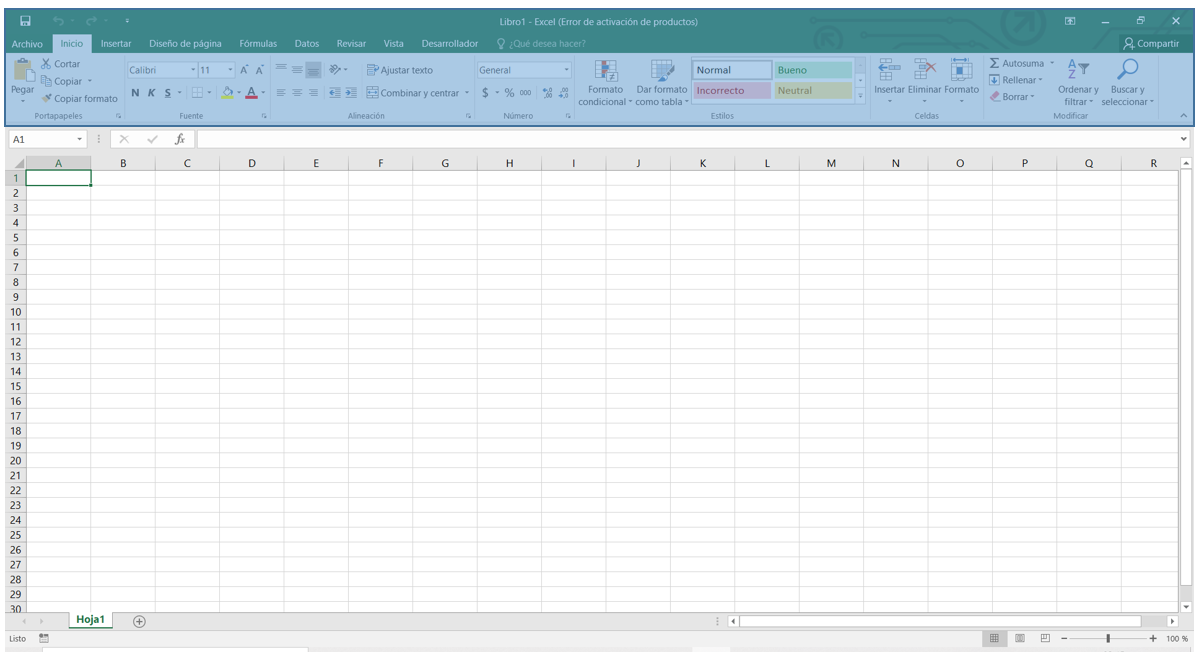 Libro1 - Excel (Error de activación de productos)
Archivo Inicio Insertar Diseño de página Fórmulas Datos Revisar Vista Desarrollador ¿Qué desea hacer? Compartir
Pegar
Cortar
Copiar
Copiar formato
Portapapeles
Calibri 11
N K S
Fuente
Ajustar texto
Combinar y centrar
Alineación
General
$ % 000
Número
Formato condicional
Dar formato como tabla
Normal Bueno
Incorrecto Neutral
Estilos
Insertar Eliminar Formato
Celdas
Autosuma
Rellenar
Borrar
Ordenar y filtrar
Buscar y seleccionar
Modificar
A1 fx
A B C D E F G H I J K L M N O P Q R
1
2
3
4
5
6
7
8
9
10
11
12
13
14
15
16
17
18
19
20
21
22
23
24
25
26
27
28
29
30
Hoja1
Listo 100 %